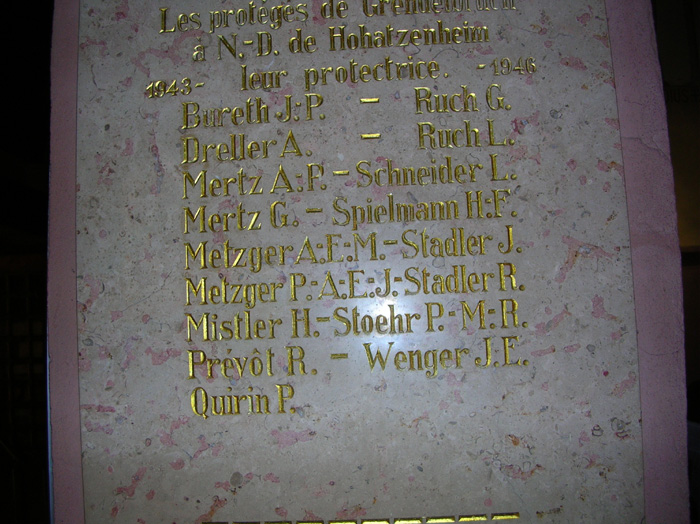 Les protégés de Grendelbruch
à N.-D. de Hohatzenheim
1943- leur protectrice. -1946
Bureth J:P. - Ruch G.
Dreller A. - Ruch L.
Mertz A:P. - Schneider L.
Mertz G. - Spielmann H:F.
Metzger A:E:M.-Stadler J.
Metzger P:A:E:J-Stadler R.
Mistler H.-Stoehr P.-M:R.
Prévôt R. - Wenger J.E.
Quirin P.